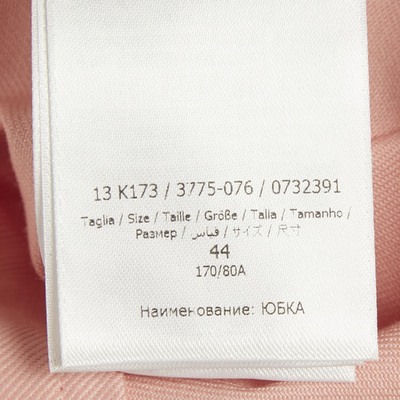 13 K173 / 3775-076 / 0732391
Taglia / Size / Taille / Größe / Talla / Tamanho /
Размер / قياس / サイズ / 尺寸
44
170/80A
Наименование: ЮБКА